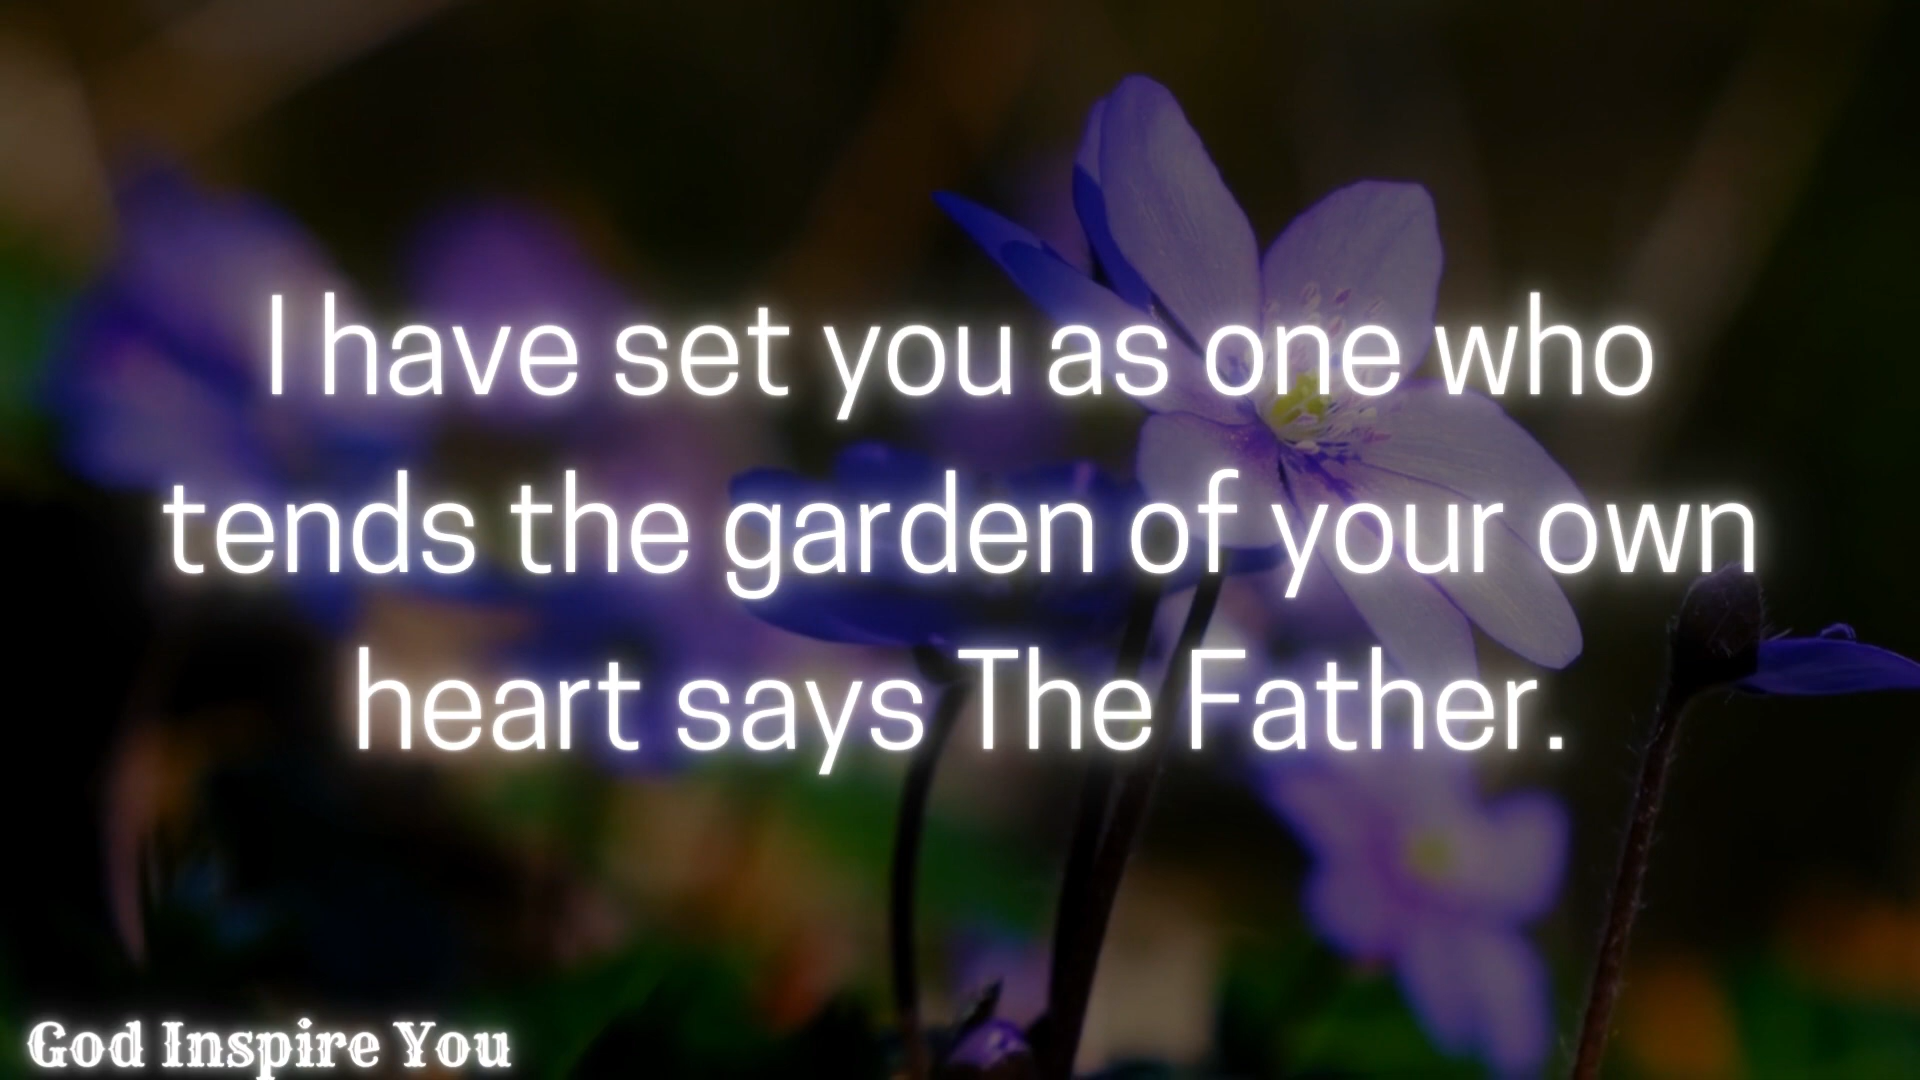 I have set you as one who
tends the garden of your own
heart says The Father.
God Inspire You